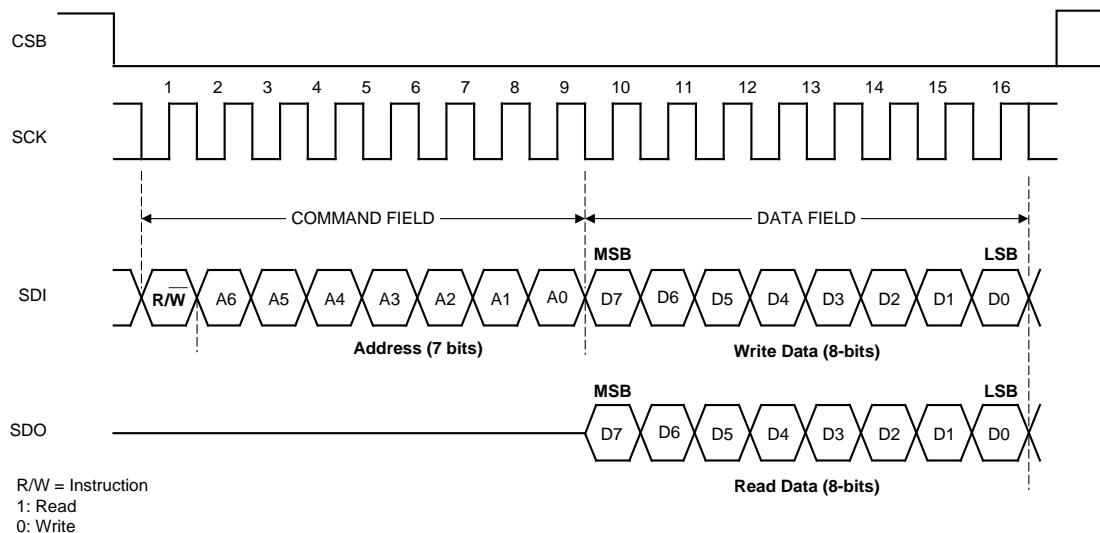 CSB
1 2 3 4 5 6 7 8 9 10 11 12 13 14 15 16
SCK
COMMAND FIELD DATA FIELD
MSB LSB
SDI R/W̅ A6 A5 A4 A3 A2 A1 A0 D7 D6 D5 D4 D3 D2 D1 D0
Address (7 bits) Write Data (8-bits)
MSB LSB
SDO D7 D6 D5 D4 D3 D2 D1 D0
R/W = Instruction
Read Data (8-bits)
1: Read
0: Write